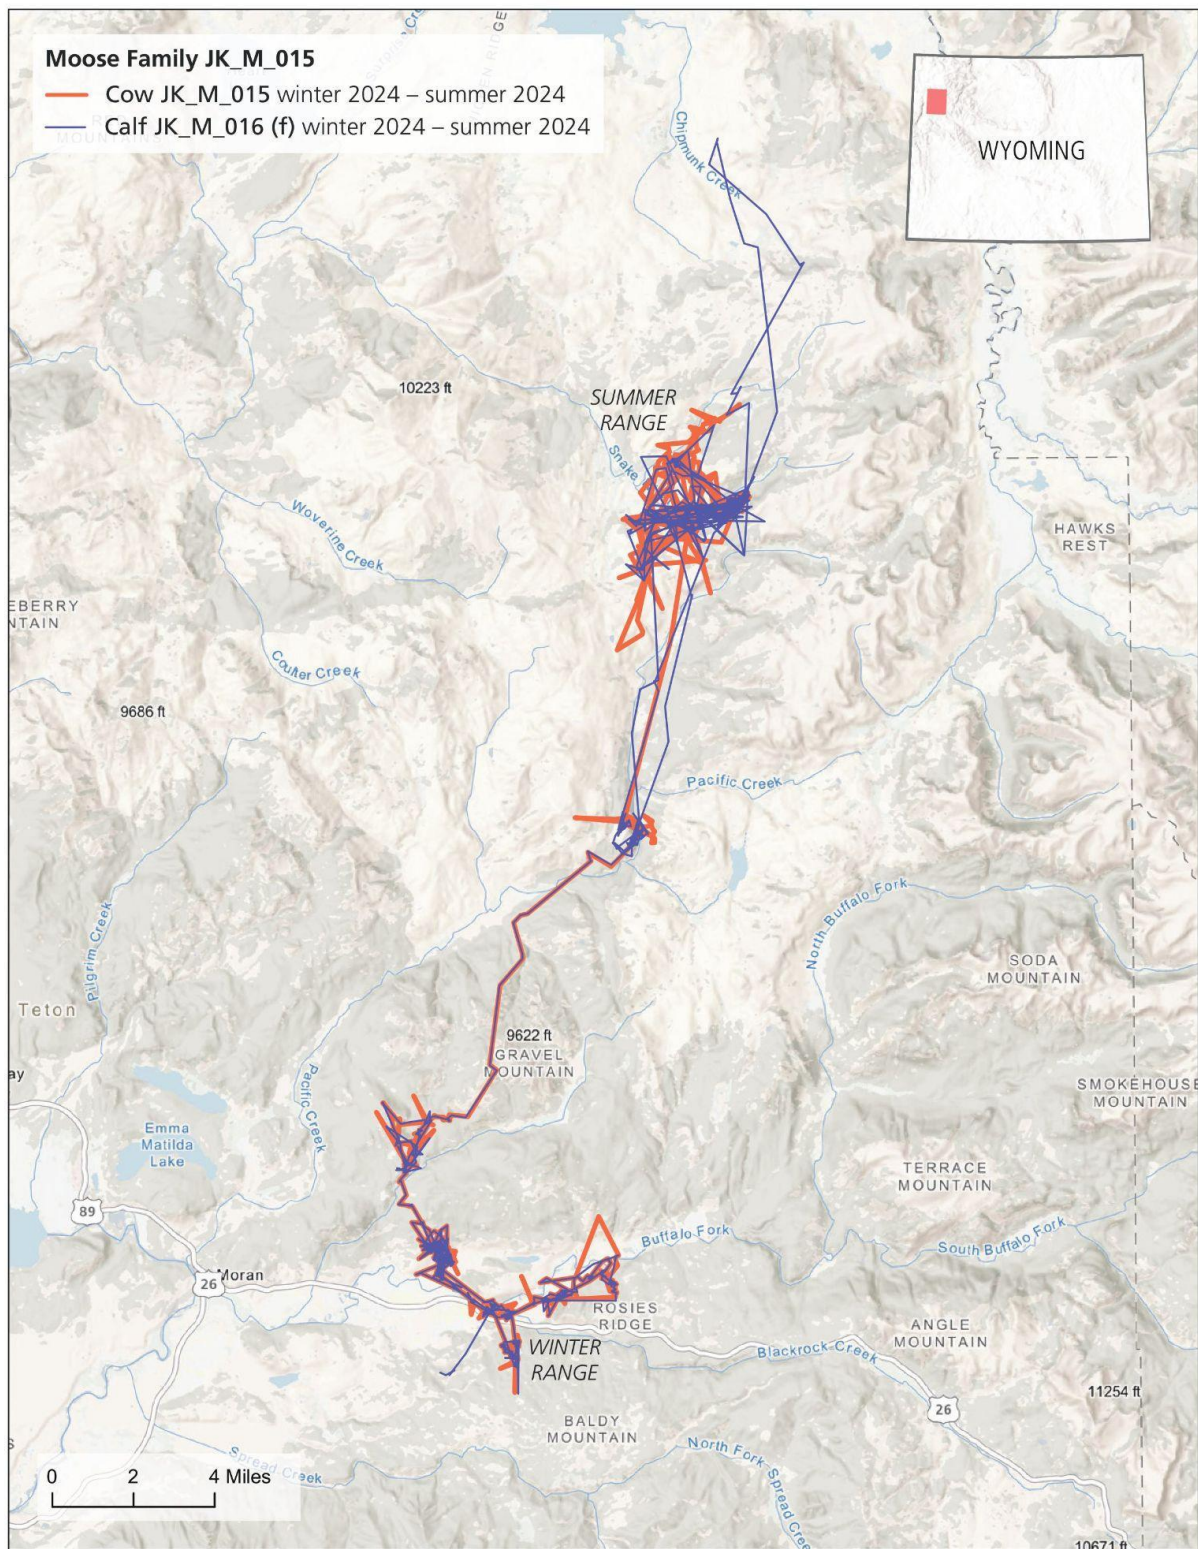 Moose Family JK_M_015
Cow JK_M_015 winter 2024 – summer 2024
Calf JK_M_016 (f) winter 2024 – summer 2024
WYOMING
Chipmunk Creek
10223 ft
SUMMER
RANGE
Snake
Woverine Creek
HAWKS
REST
EBERRY
NTAIN
Coulter Creek
9686 ft
Pacific Creek
North Buffalo Fork
Pilgrim Creek
SODA
MOUNTAIN
Teton
9622 ft
GRAVEL
MOUNTAIN
ay
Pacific Creek
SMOKEHOUSE
MOUNTAIN
Emma
Matilda
Lake
TERRACE
MOUNTAIN
89
Buffalo Fork
South Buffalo Fork
Moran
26
ROSIES
RIDGE
ANGLE
MOUNTAIN
WINTER
RANGE
Blackrock Creek
11254 ft
26
BALDY
MOUNTAIN
S
Spread Creek
North Fork Spread Cree
0 2 4 Miles
10671 ft